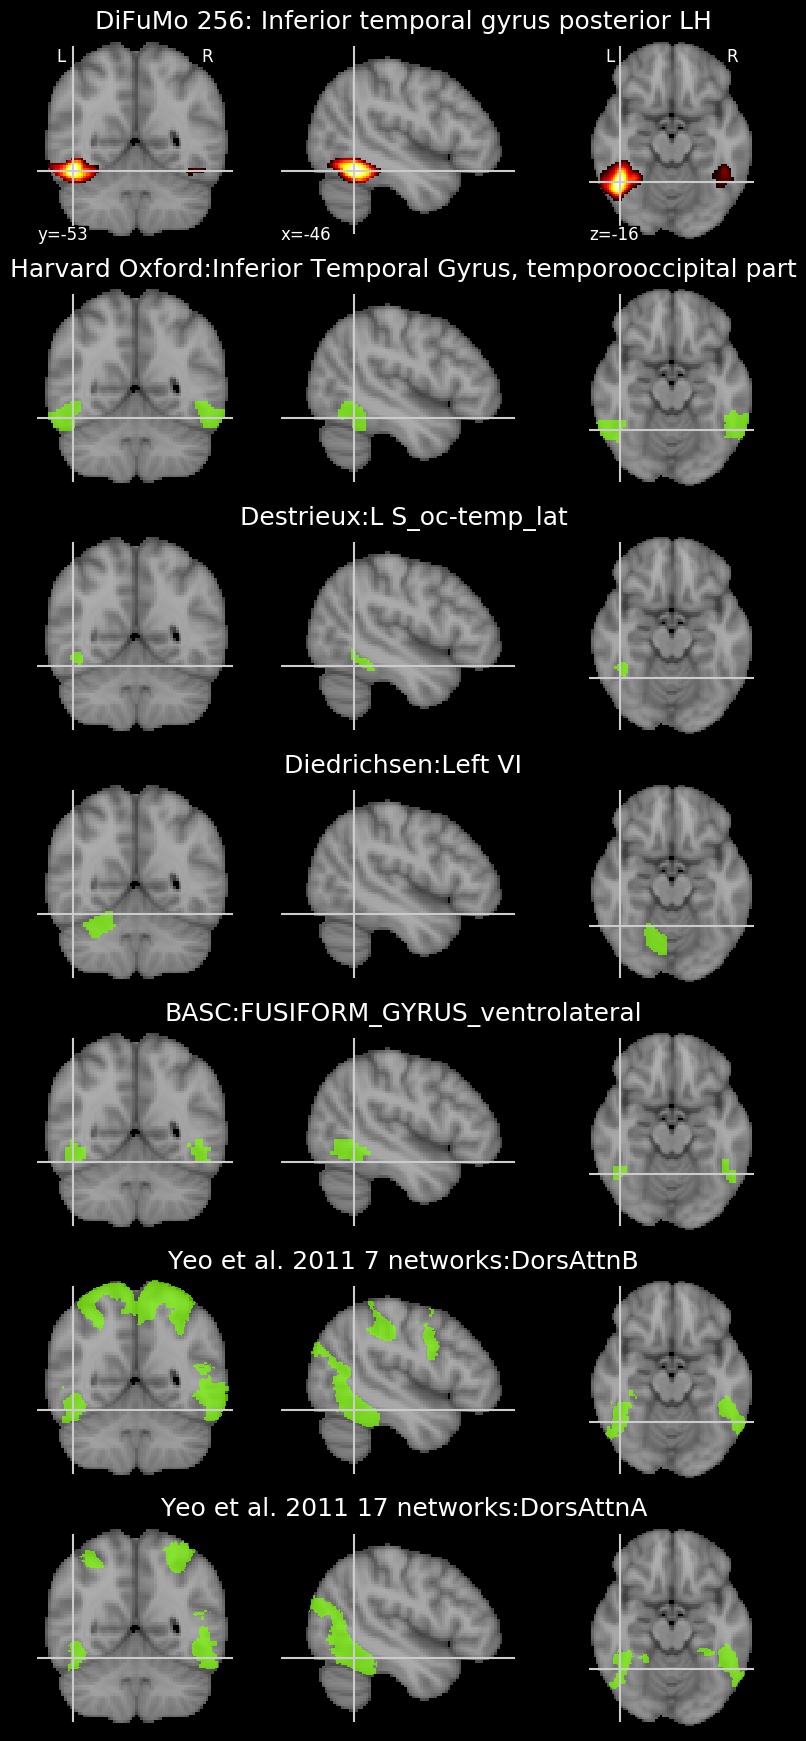 DiFuMo 256: Inferior temporal gyrus posterior LH
L R L R
y=-53 x=-46 z=-16
Harvard Oxford:Inferior Temporal Gyrus, temporooccipital part
Destrieux:L S_oc-temp_lat
Diedrichsen:Left VI
BASC:FUSIFORM_GYRUS_ventrolateral
Yeo et al. 2011 7 networks:DorsAttnB
Yeo et al. 2011 17 networks:DorsAttnA